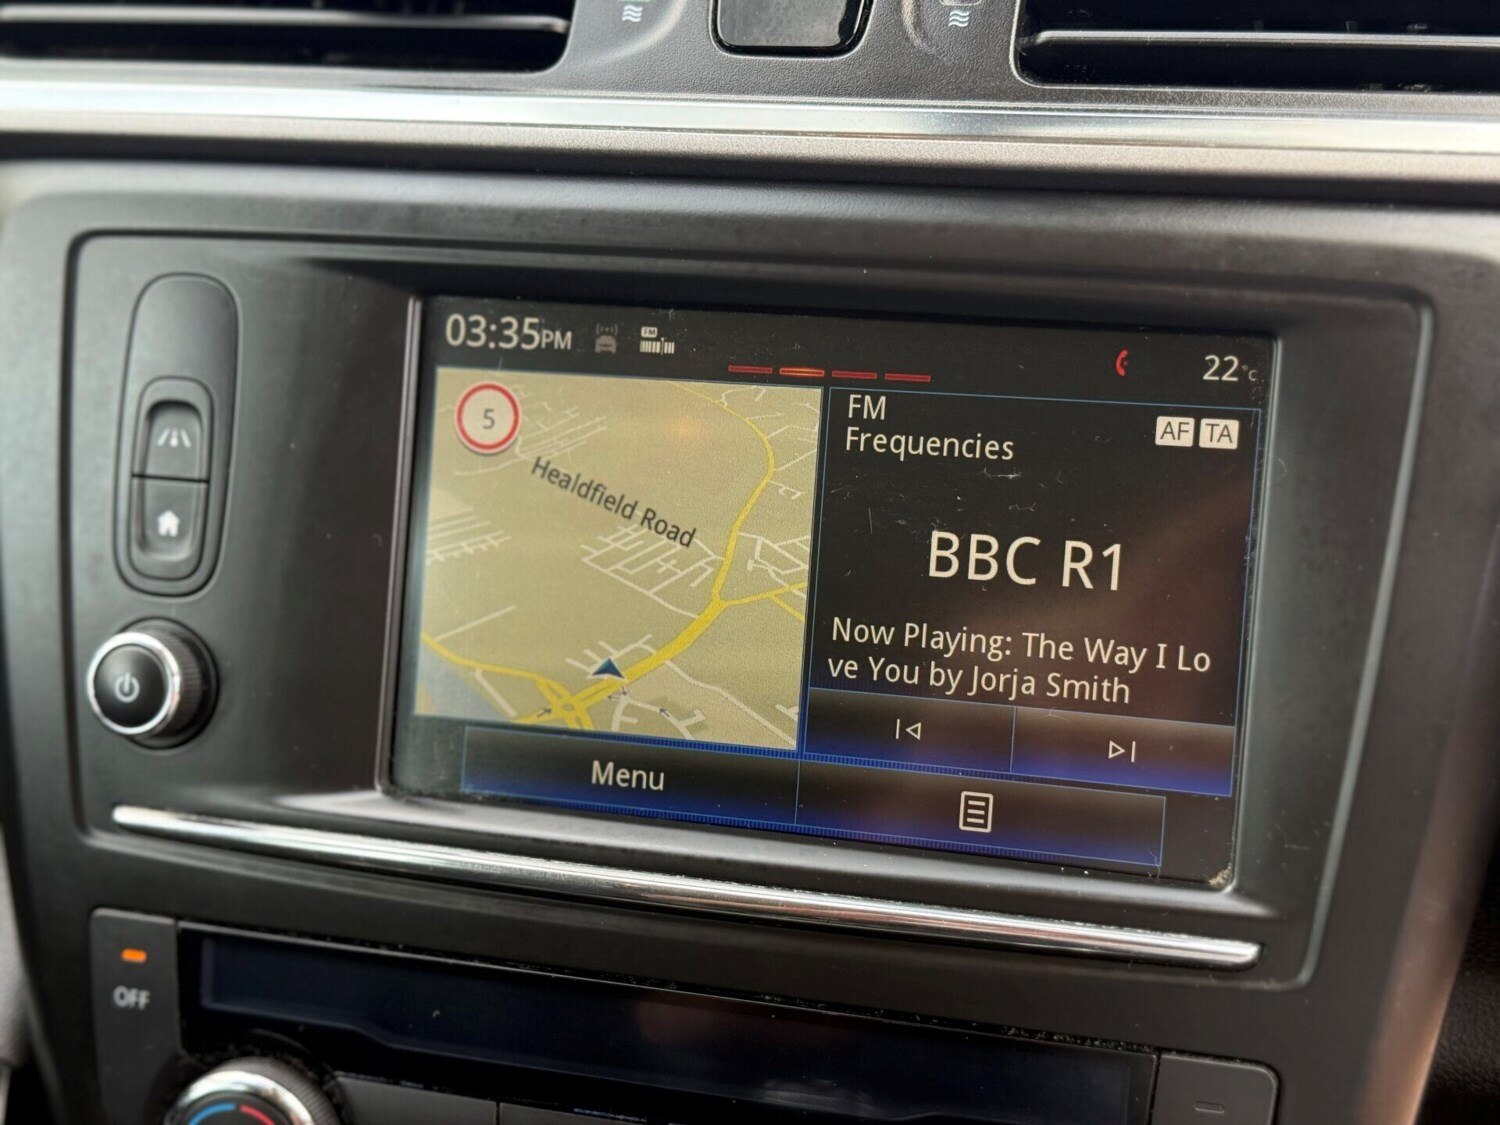 03:35PM
FM
22°C
5
Healdfield Road
FM
Frequencies
AF TA
BBC R1
Now Playing: The Way I Lo
ve You by Jorja Smith
Menu
OFF